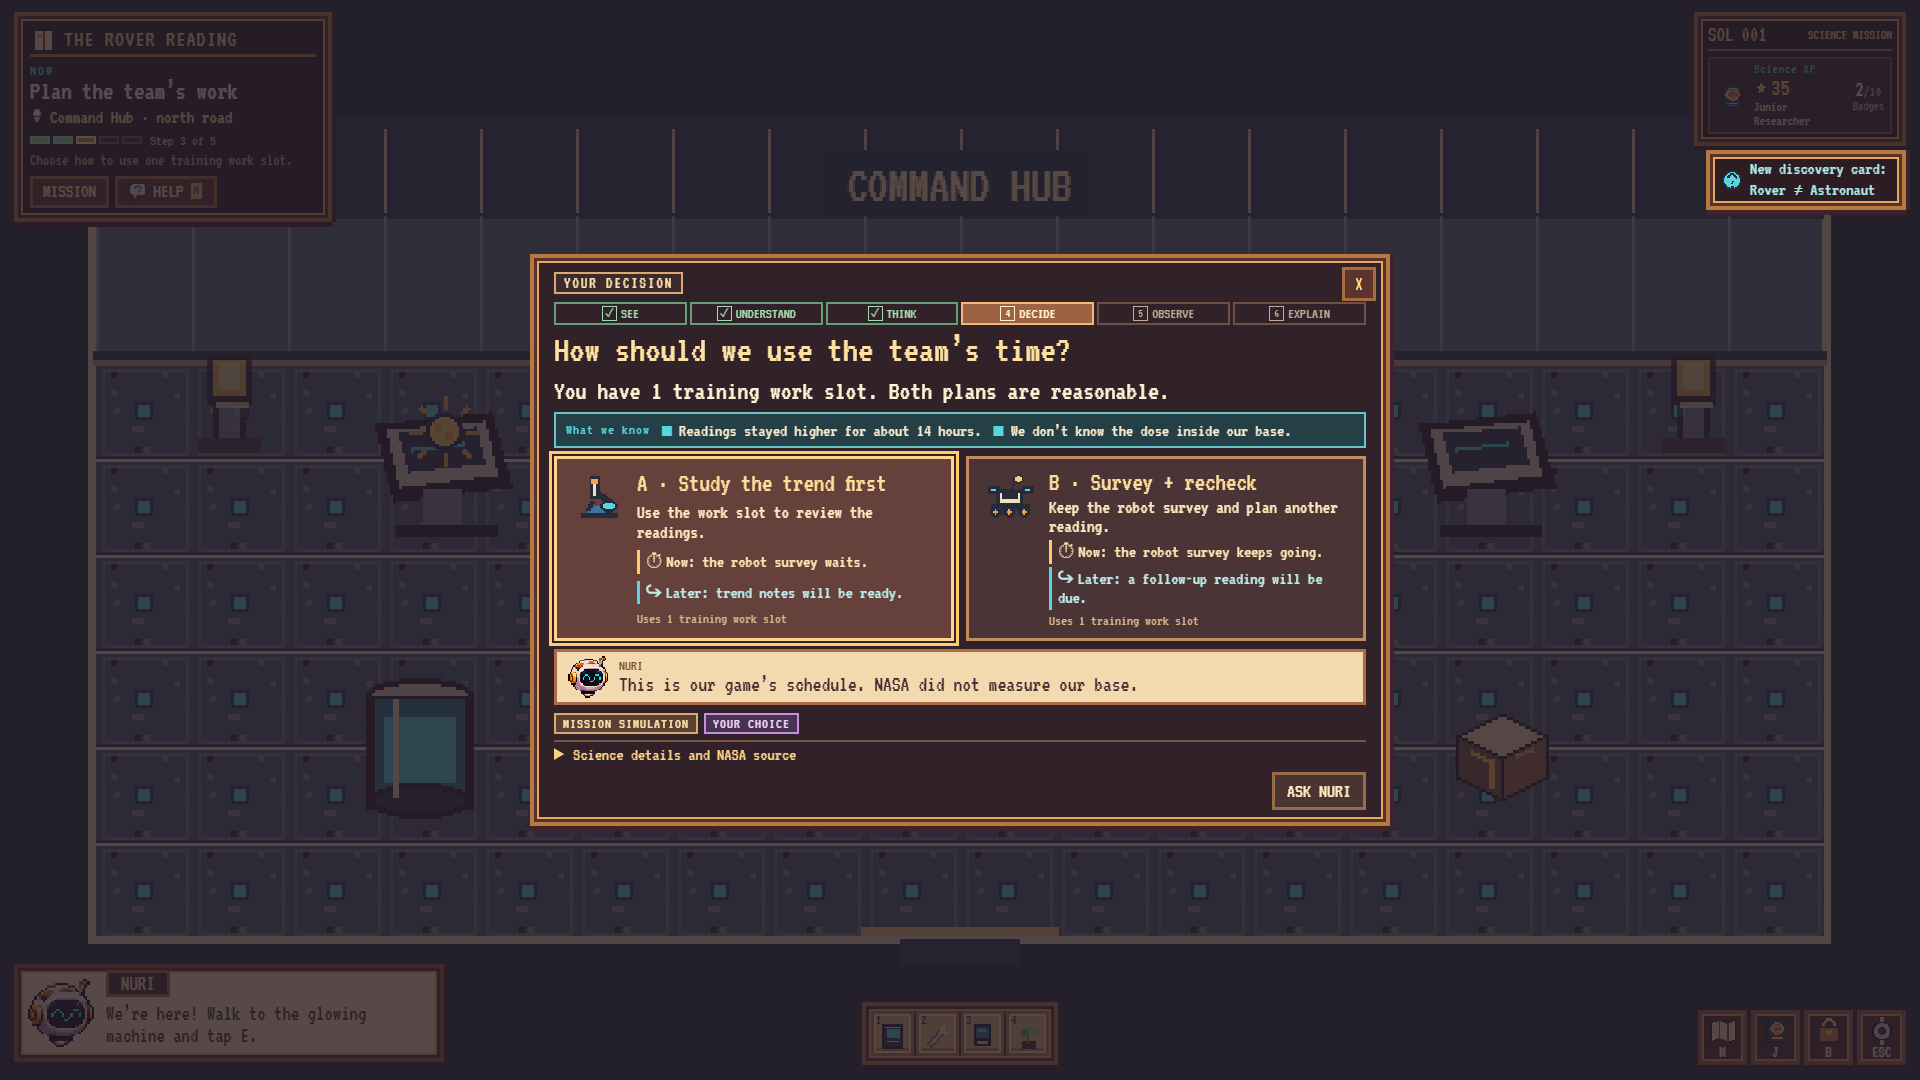 THE ROVER READING
NOW
Plan the team's work
Command Hub · north road
Step 3 of 5
Choose how to use one training work slot.
MISSION
HELP H
SOL 001
SCIENCE MISSION
Science XP
35
Junior
Researcher
2/10
Badges
New discovery card:
Rover ≠ Astronaut
COMMAND HUB
YOUR DECISION
X
SEE
UNDERSTAND
THINK
4 DECIDE
5 OBSERVE
6 EXPLAIN
How should we use the team's time?
You have 1 training work slot. Both plans are reasonable.
What we know Readings stayed higher for about 14 hours. We don't know the dose inside our base.
A · Study the trend first
Use the work slot to review the
readings.
Now: the robot survey waits.
Later: trend notes will be ready.
Uses 1 training work slot
B · Survey + recheck
Keep the robot survey and plan another
reading.
Now: the robot survey keeps going.
Later: a follow-up reading will be
due.
Uses 1 training work slot
NURI
This is our game's schedule. NASA did not measure our base.
MISSION SIMULATION
YOUR CHOICE
Science details and NASA source
ASK NURI
NURI
We're here! Walk to the glowing
machine and tap E.
1
2
3
4
M
J
B
ESC